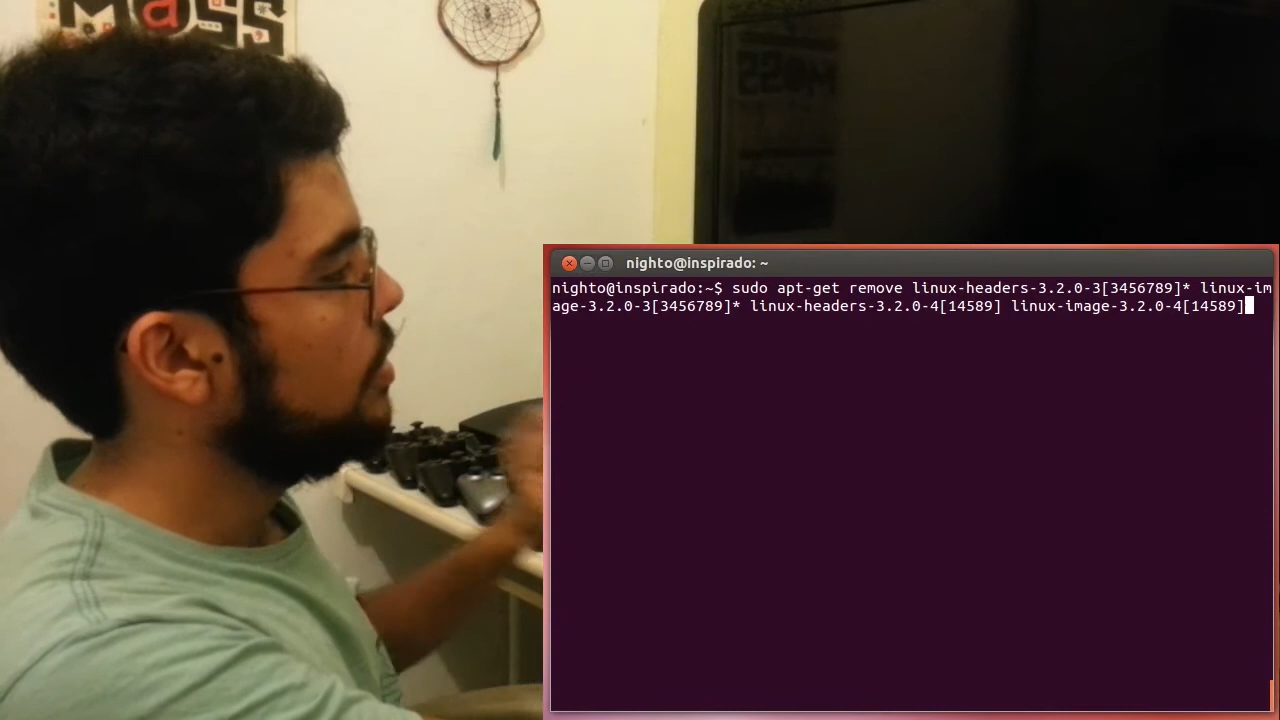 MaSS
nighto@inspirado: ~
nighto@inspirado:~$ sudo apt-get remove linux-headers-3.2.0-3[3456789]* linux-im
age-3.2.0-3[3456789]* linux-headers-3.2.0-4[14589] linux-image-3.2.0-4[14589]